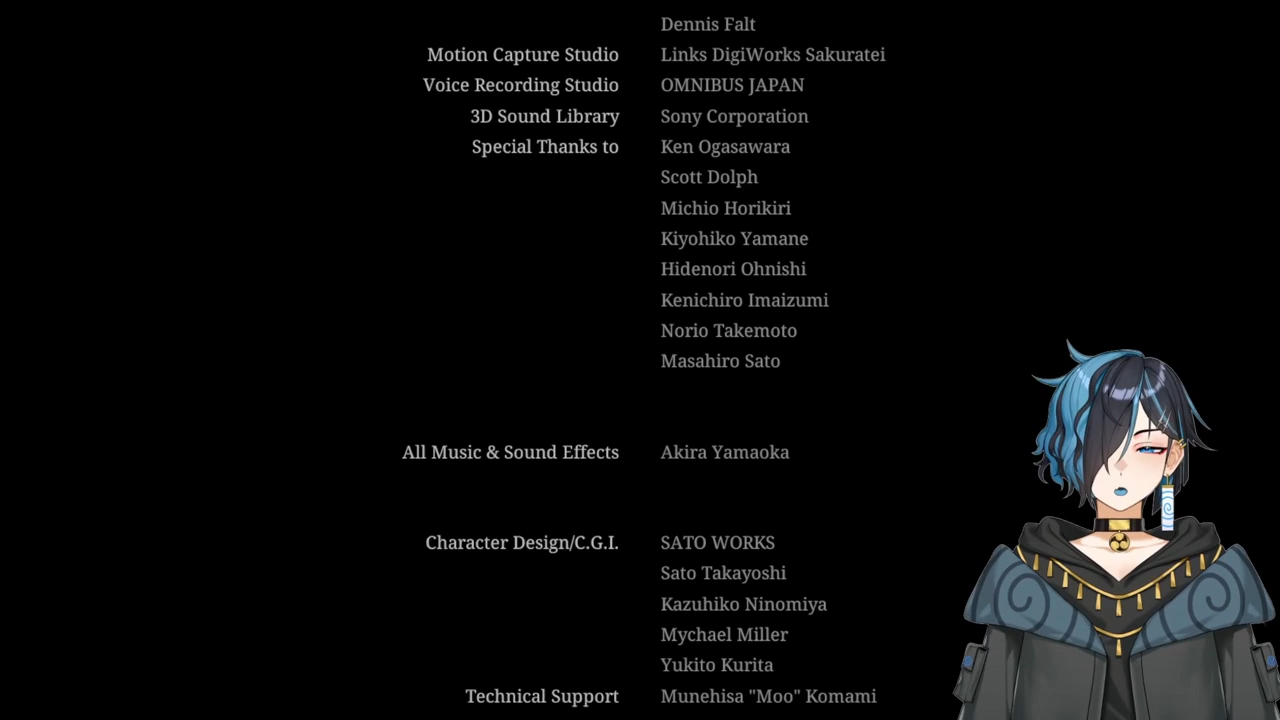 Dennis Falt
Motion Capture Studio Links DigiWorks Sakuratei
Voice Recording Studio OMNIBUS JAPAN
3D Sound Library Sony Corporation
Special Thanks to Ken Ogasawara
Scott Dolph
Michio Horikiri
Kiyohiko Yamane
Hidenori Ohnishi
Kenichiro Imaizumi
Norio Takemoto
Masahiro Sato
All Music & Sound Effects Akira Yamaoka
Character Design/C.G.I. SATO WORKS
Sato Takayoshi
Kazuhiko Ninomiya
Mychael Miller
Yukito Kurita
Technical Support Munehisa "Moo" Komami